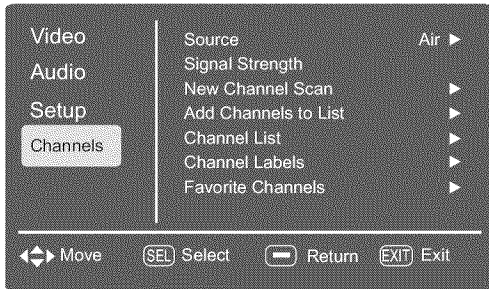 Video
Audio
Setup
Channels
Source Air
Signal Strength
New Channel Scan
Add Channels to List
Channel List
Channel Labels
Favorite Channels
Move SEL Select Return EXIT Exit